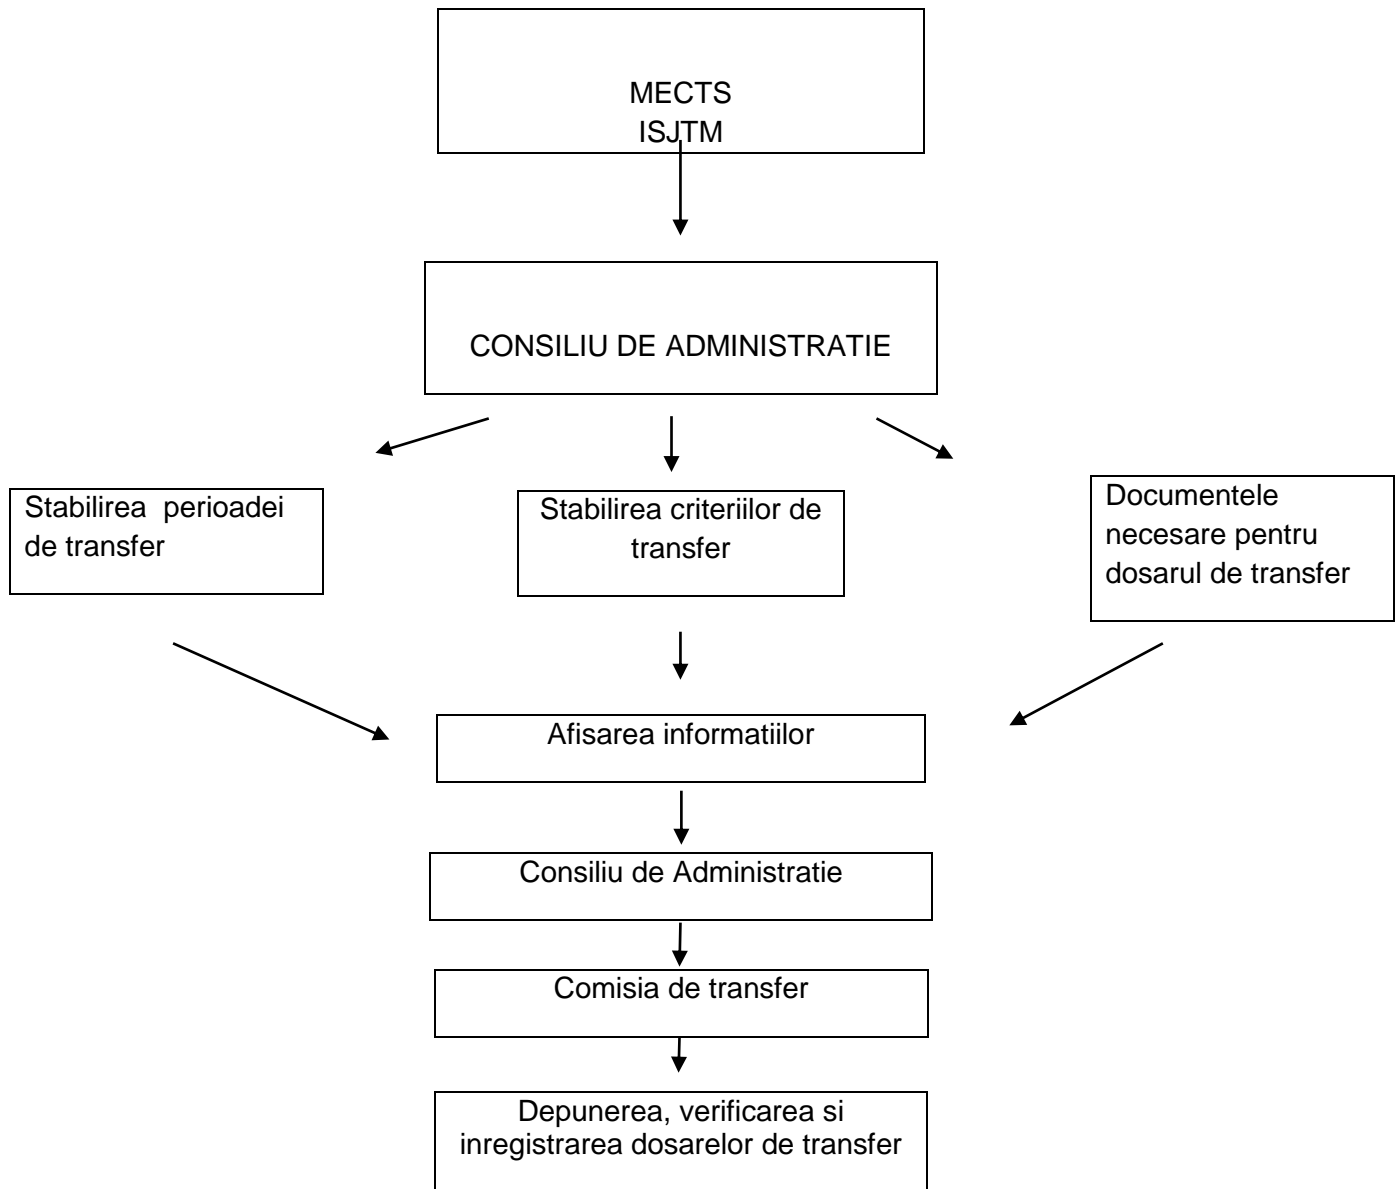 MECTS
ISJTM
CONSILIU DE ADMINISTRATIE
Stabilirea  perioadei
de transfer
Stabilirea criteriilor de
transfer
Documentele
necesare pentru
dosarul de transfer
Afisarea informatiilor
Consiliu de Administratie
Comisia de transfer
Depunerea, verificarea si
inregistrarea dosarelor de transfer